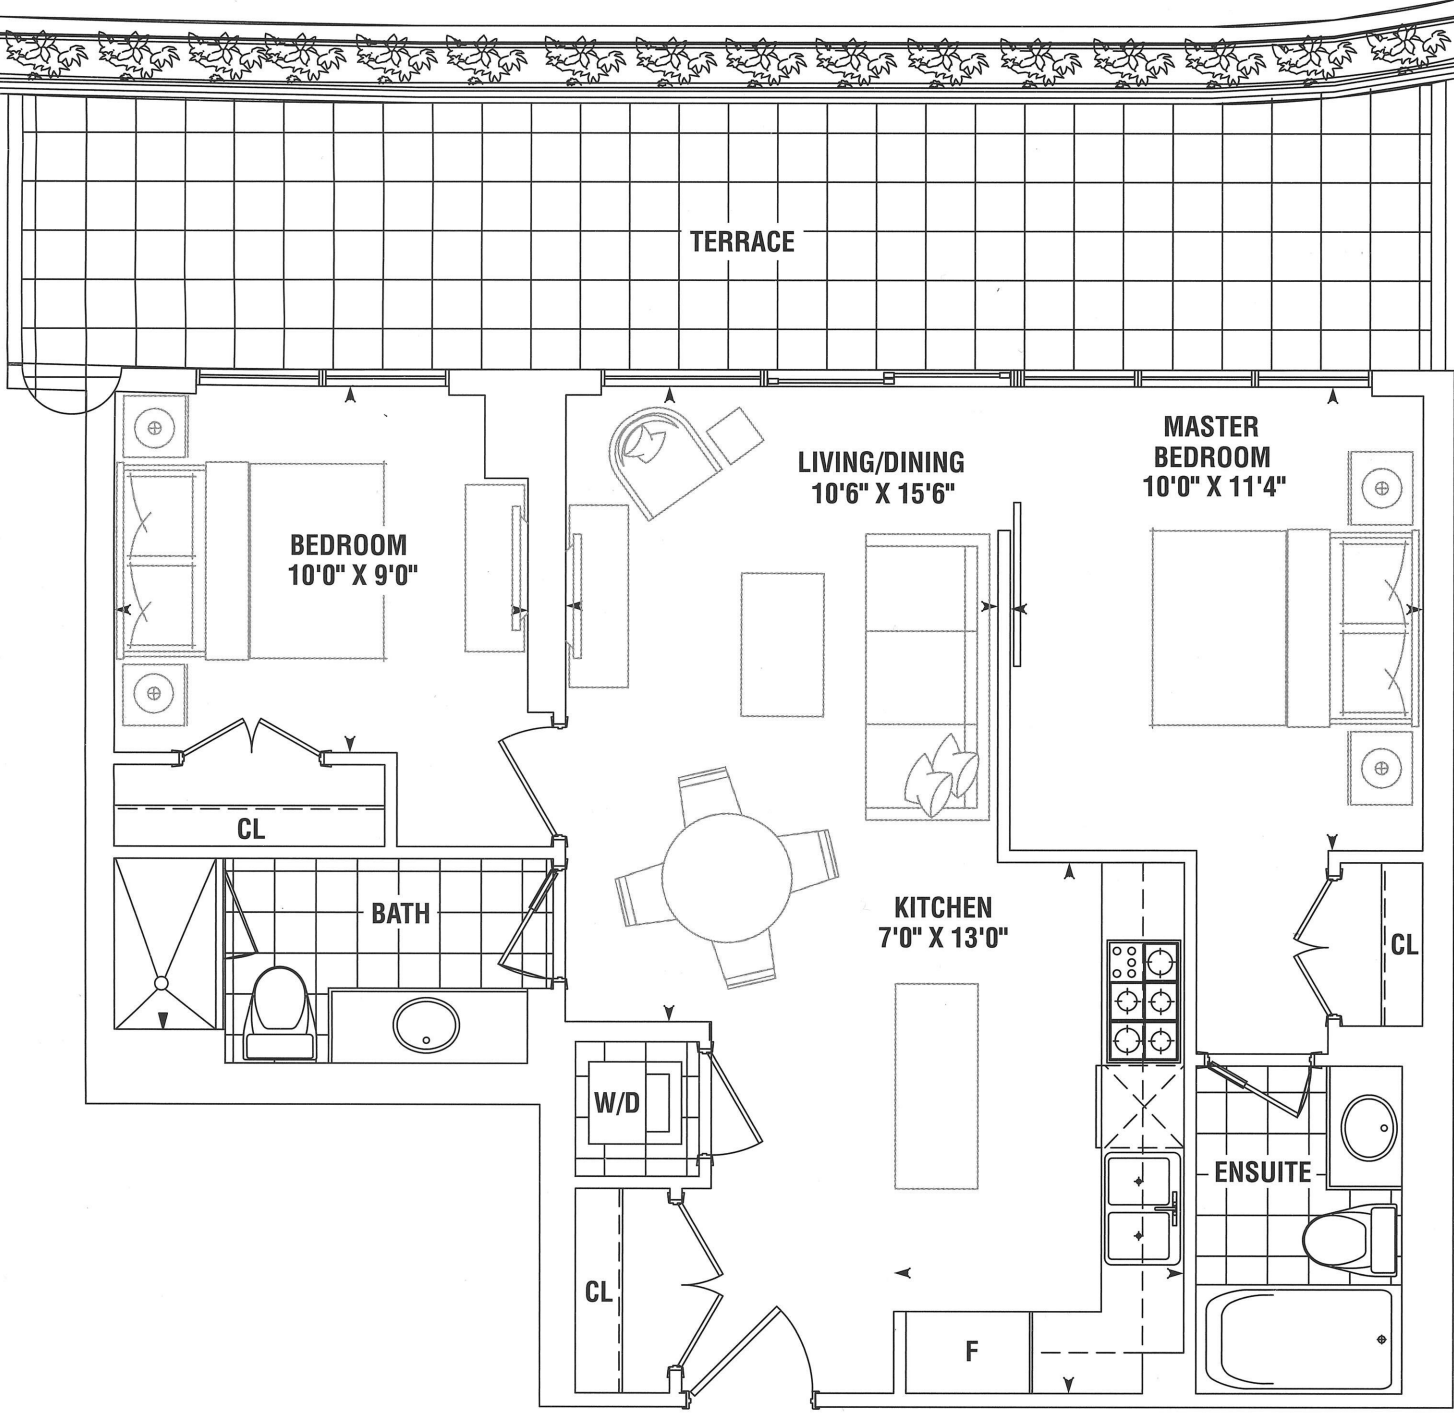 TERRACE
MASTER
BEDROOM
10'0" X 11'4"
LIVING/DINING
10'6" X 15'6"
BEDROOM
10'0" X 9'0"
CL
BATH
KITCHEN
7'0" X 13'0"
CL
W/D
ENSUITE
CL
F